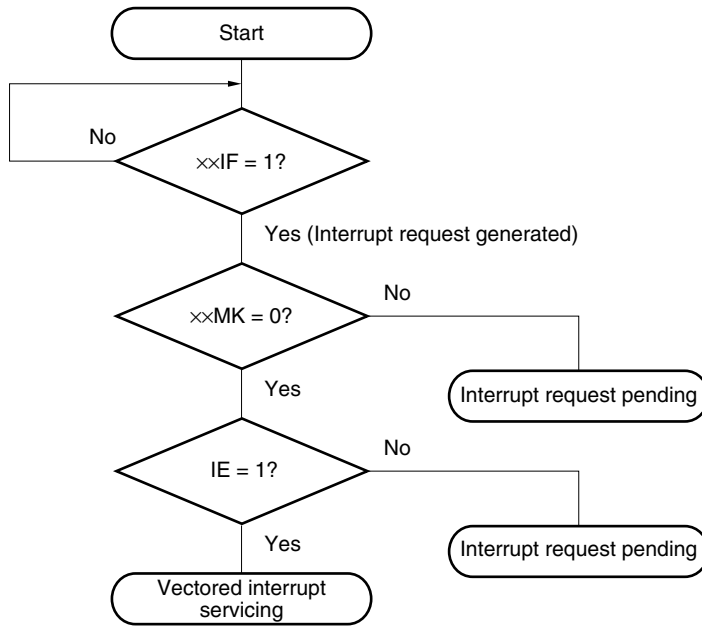 Start
No
××IF = 1?
Yes (Interrupt request generated)
No
××MK = 0?
Interrupt request pending
Yes
No
IE = 1?
Interrupt request pending
Yes
Vectored interrupt
servicing